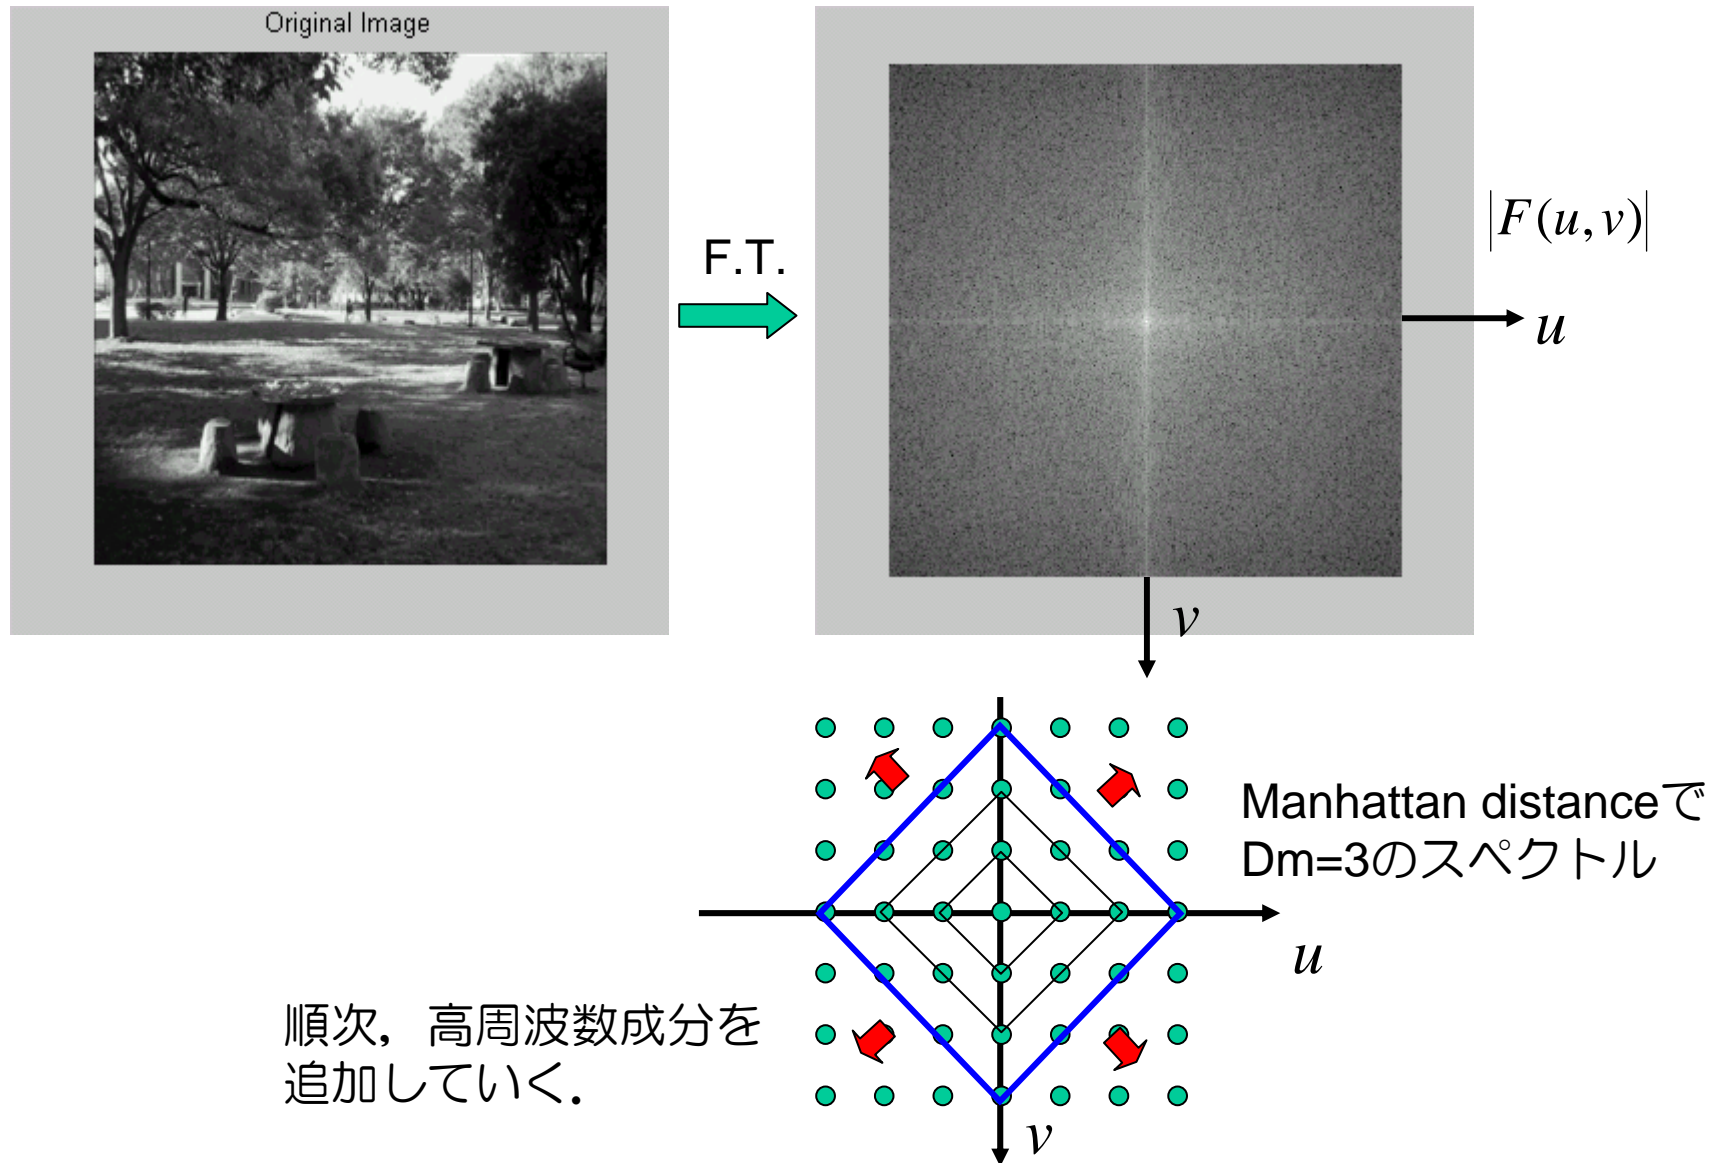 Original Image
F.T.
|F(u,v)|
u
v
Manhattan distanceで
Dm=3のスペクトル
u
順次，高周波数成分を
追加していく．
v